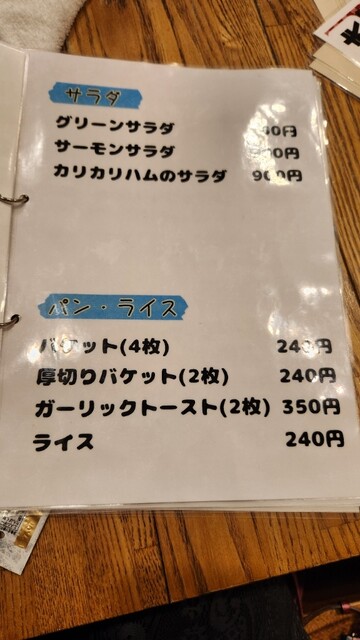 サラダ
グリーンサラダ
サーモンサラダ
カリカリハムのサラダ 900円
パン・ライス
バケット(4枚) 240円
厚切りバケット(2枚) 240円
ガーリックトースト(2枚) 350円
ライス 240円